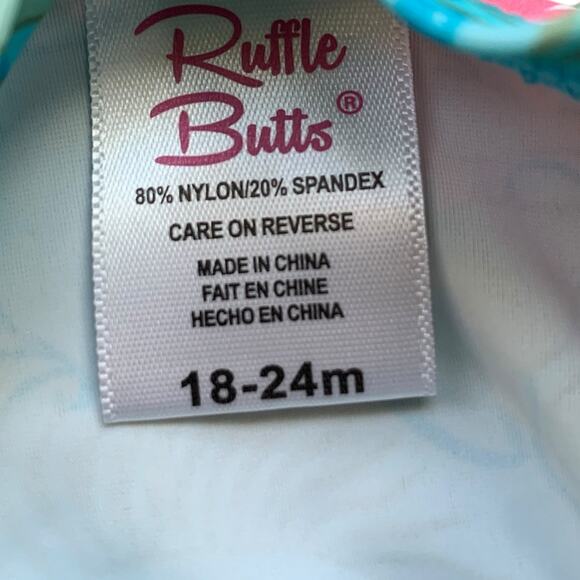 Ruffle
Butts®
80% NYLON/20% SPANDEX
CARE ON REVERSE
MADE IN CHINA
FAIT EN CHINE
HECHO EN CHINA
18-24m